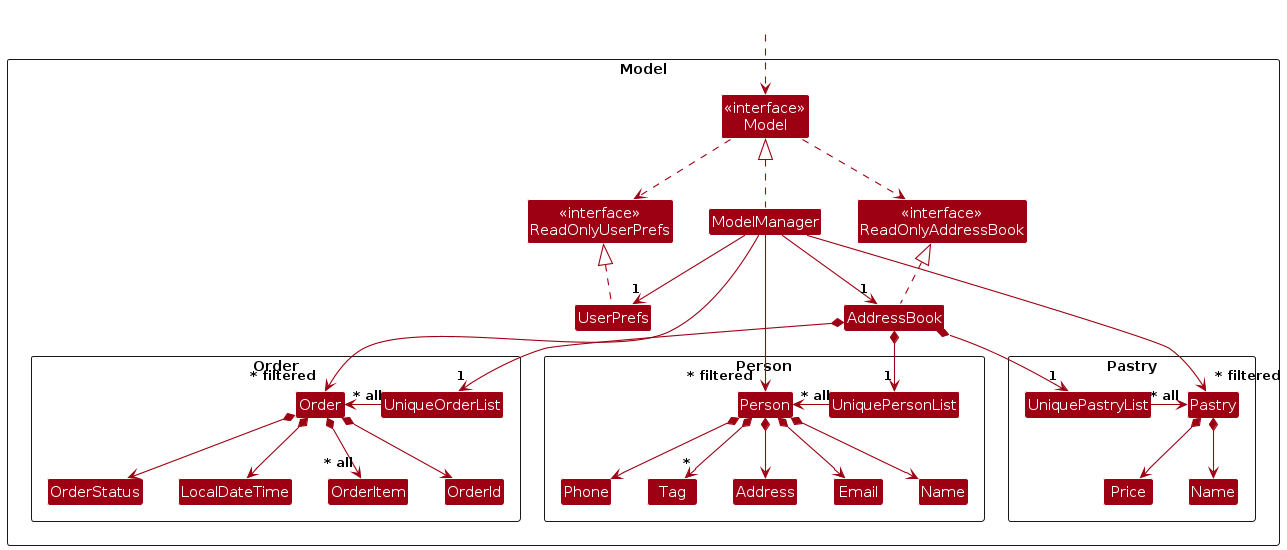 Model
«interface»
Model
«interface»
ReadOnlyUserPrefs
ModelManager
«interface»
ReadOnlyAddressBook
1
1
UserPrefs
AddressBook
Order
Person
Pastry
* filtered
1
* filtered
1
1
* filtered
Order
* all
UniqueOrderList
Person
* all
UniquePersonList
UniquePastryList
* all
Pastry
* all
*
OrderStatus
LocalDateTime
OrderItem
OrderId
Phone
Tag
Address
Email
Name
Price
Name